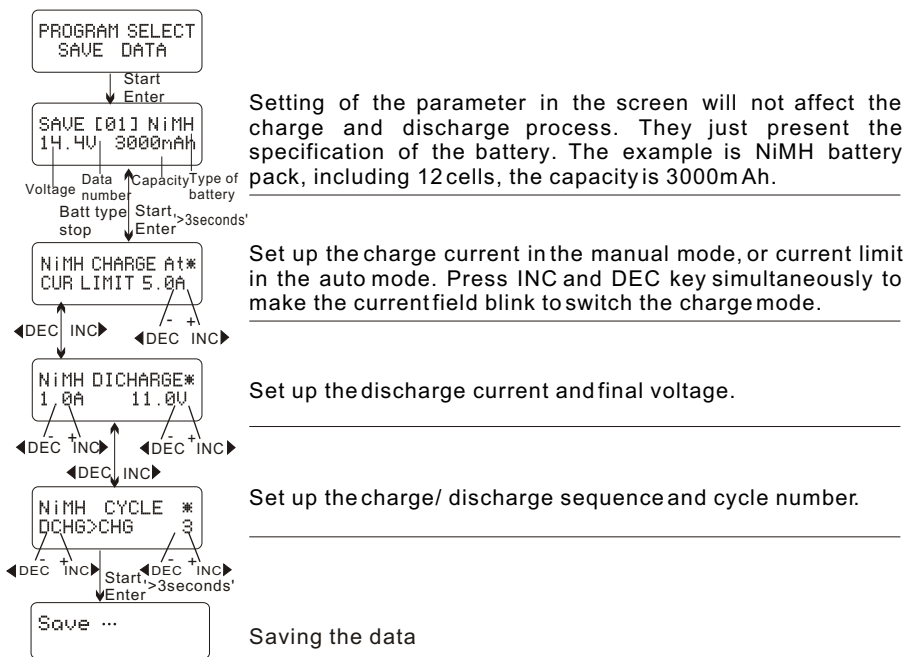 PROGRAM SELECT
SAVE DATA
Start
Enter
SAVE [01] NiMH
14.4V 3000mAh
Voltage
Data
number
Capacity
Type of
battery
Setting of the parameter in the screen will not affect the
charge and discharge process. They just present the
specification of the battery. The example is NiMH battery
pack, including 12cells, the capacity is 3000m Ah.
Batt type
stop
Start,
Enter
'>3seconds'
NiMH CHARGE At*
CUR LIMIT 5.0A
- +
DEC INC
DEC INC
Set up the charge current in the manual mode, or current limit
in the auto mode. Press INC and DEC key simultaneously to
make the current field blink to switch the charge mode.
NiMH DICHARGE*
1.0A 11.0V
- +
DEC INC
- +
DEC INC
DEC INC
Set up the discharge current and final voltage.
NiMH CYCLE *
DCHG>CHG 3
- +
DEC INC
- +
DEC INC
Set up the charge/ discharge sequence and cycle number.
Start,
Enter
'>3seconds'
Save ...
Saving the data